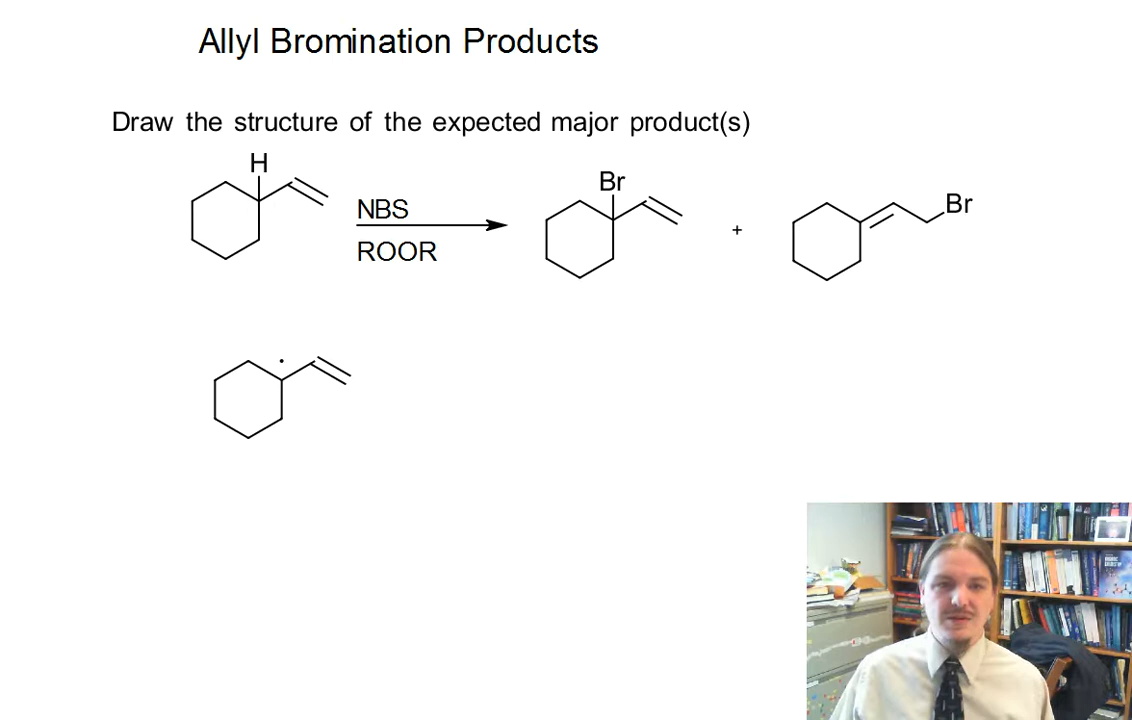 Allyl Bromination Products
Draw the structure of the expected major product(s)
H
NBS
ROOR
Br
+
Br